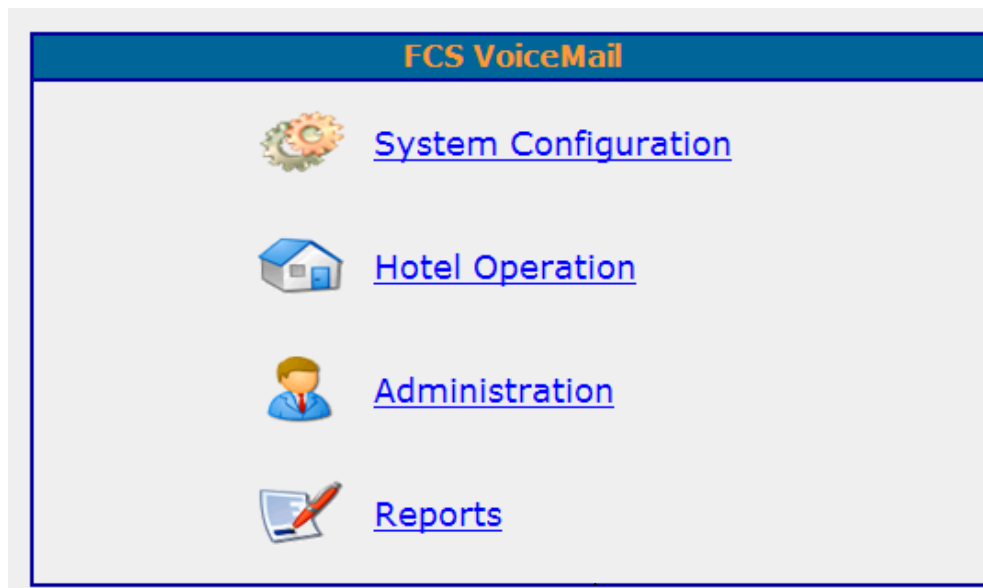 FCS VoiceMail
System Configuration
Hotel Operation
Administration
Reports